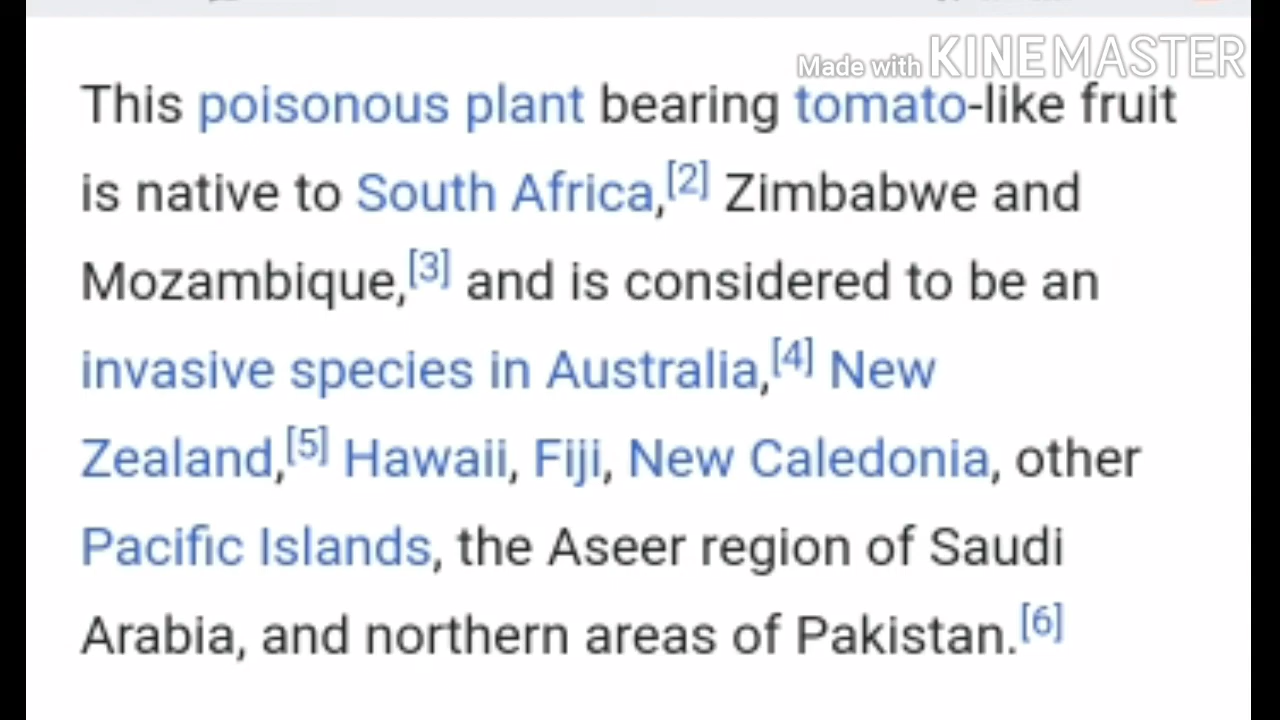 Made with KINEMASTER
This poisonous plant bearing tomato-like fruit
is native to South Africa,[2] Zimbabwe and
Mozambique,[3] and is considered to be an
invasive species in Australia,[4] New
Zealand,[5] Hawaii, Fiji, New Caledonia, other
Pacific Islands, the Aseer region of Saudi
Arabia, and northern areas of Pakistan.[6]